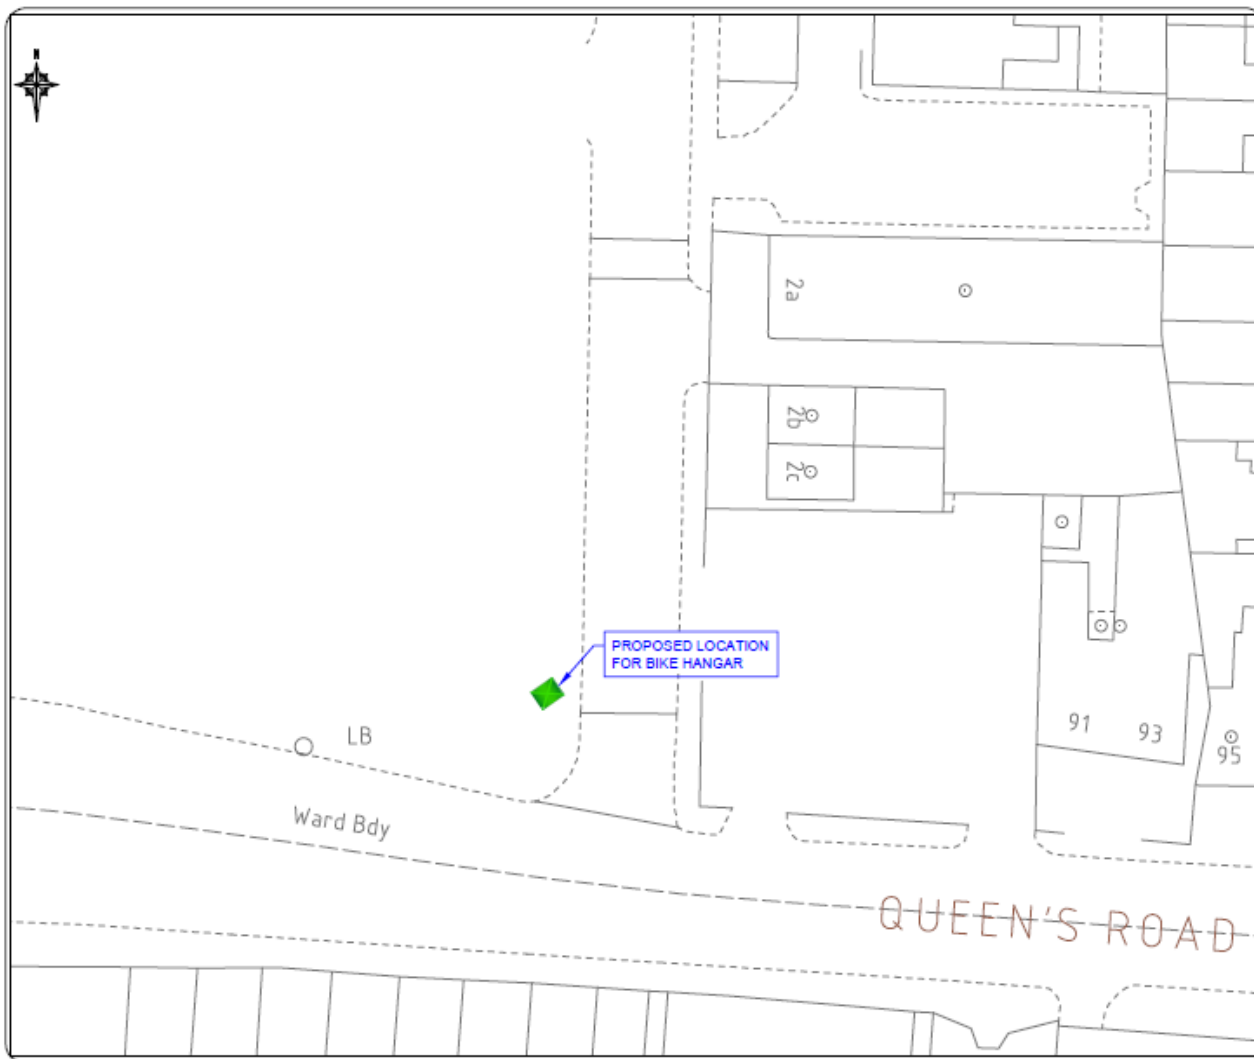 N
2a
2b
2c
PROPOSED LOCATION
FOR BIKE HANGAR
91
93
95
LB
Ward Bdy
QUEEN'S ROAD